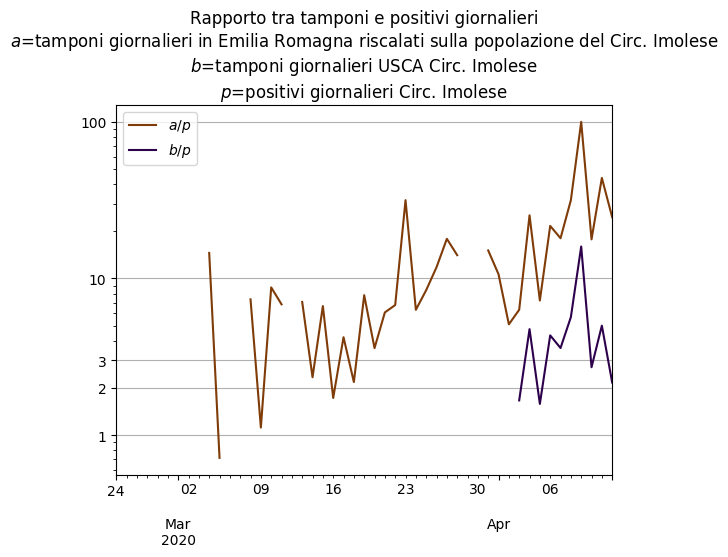 Rapporto tra tamponi e positivi giornalieri
a=tamponi giornalieri in Emilia Romagna riscalati sulla popolazione del Circ. Imolese
b=tamponi giornalieri USCA Circ. Imolese
p=positivi giornalieri Circ. Imolese
a/p
b/p
100
10
3
2
1
24 02 09 16 23 30 06
Mar Apr
2020